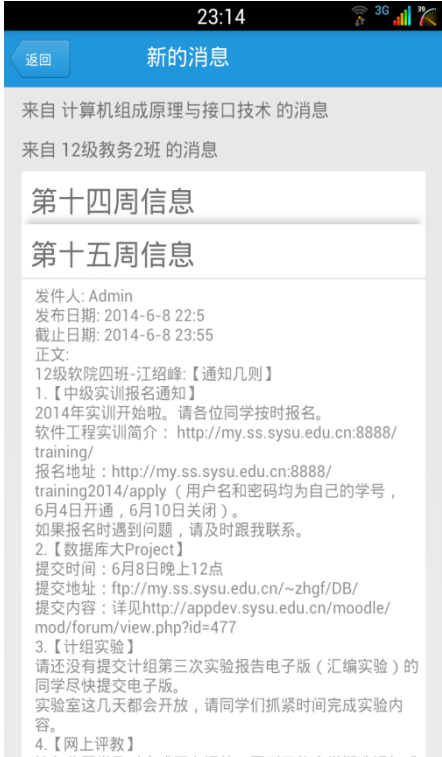 23:14
3G
39
返回
新的消息
来自 计算机组成原理与接口技术 的消息
来自 12级教务2班 的消息
第十四周信息
第十五周信息
发件人: Admin
发布日期: 2014-6-8 22:5
截止日期: 2014-6-8 23:55
正文:
12级软院四班-江绍峰:【通知几则】
1.【中级实训报名通知】
2014年实训开始啦。请各位同学按时报名。
软件工程实训简介： http://my.ss.sysu.edu.cn:8888/
training/
报名地址：http://my.ss.sysu.edu.cn:8888/
training2014/apply （用户名和密码均为自己的学号，
6月4日开通，6月10日关闭）。
如果报名时遇到问题，请及时跟我联系。
2.【数据库大Project】
提交时间：6月8日晚上12点
提交地址：ftp://my.ss.sysu.edu.cn/~zhgf/DB/
提交内容：详见http://appdev.sysu.edu.cn/moodle/
mod/forum/view.php?id=477
3.【计组实验】
请还没有提交计组第三次实验报告电子版（汇编实验）的
同学尽快提交电子版。
实验室这几天都会开放，请同学们抓紧时间完成实验内
容。
4.【网上评教】